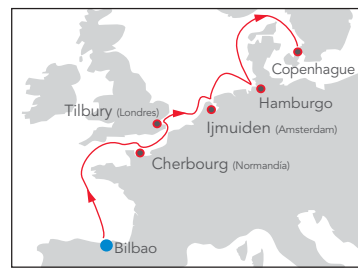 Copenhague
Hamburgo
Tilbury (Londres)
Ijmuiden (Amsterdam)
Cherbourg (Normandía)
Bilbao